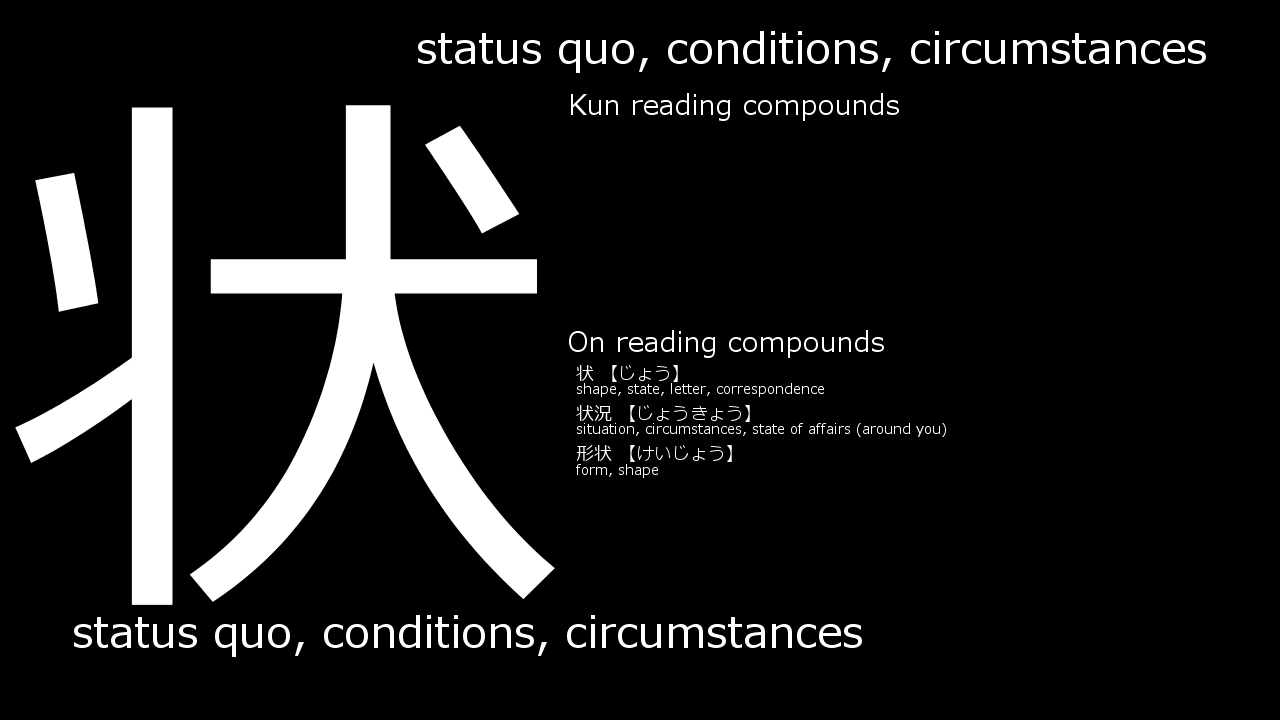 status quo, conditions, circumstances
Kun reading compounds
状
On reading compounds
状 【じょう】
shape, state, letter, correspondence
状況 【じょうきょう】
situation, circumstances, state of affairs (around you)
形状 【けいじょう】
form, shape
status quo, conditions, circumstances